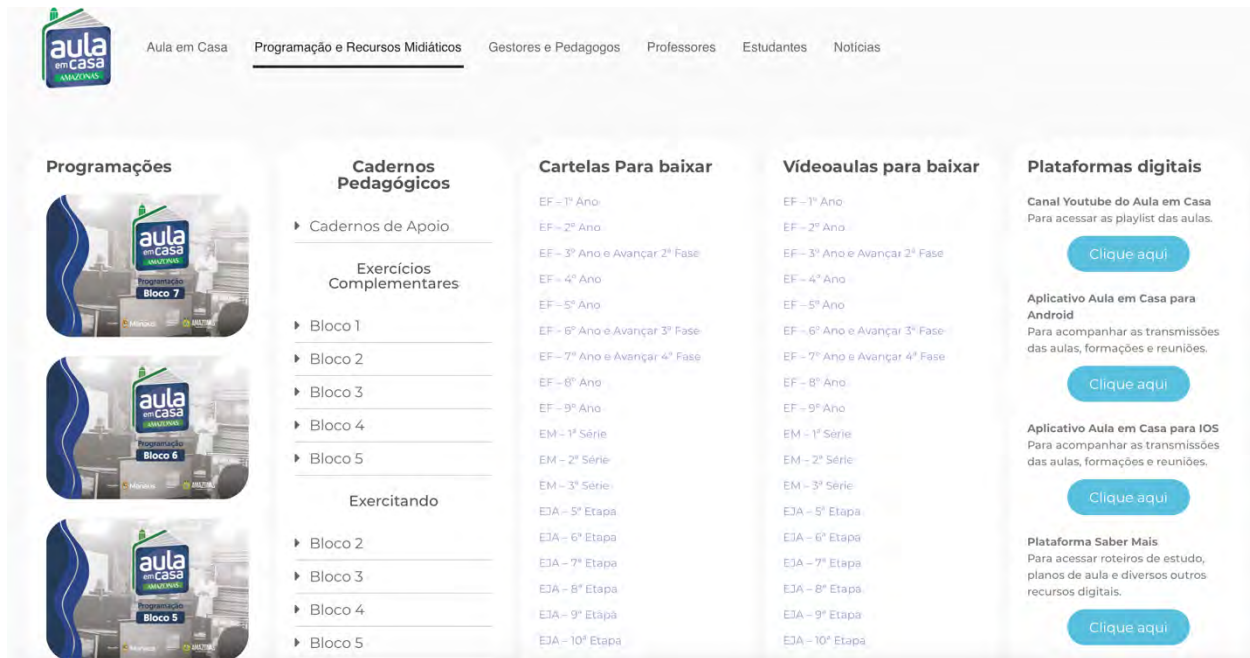 aula
em casa
AMAZONAS
Aula em Casa
Programação e Recursos Midiáticos
Gestores e Pedagogos
Professores
Estudantes
Notícias
Programações
aula
em casa
AMAZONAS
Programação
Bloco 7
Manaus
AMAZONAS
aula
em casa
AMAZONAS
Programação
Bloco 6
Manaus
AMAZONAS
aula
em casa
AMAZONAS
Programação
Bloco 5
Manaus
AMAZONAS
Cadernos
Pedagógicos
Cadernos de Apoio
Exercícios
Complementares
Bloco 1
Bloco 2
Bloco 3
Bloco 4
Bloco 5
Exercitando
Bloco 2
Bloco 3
Bloco 4
Bloco 5
Cartelas Para baixar
EF – 1º Ano
EF – 2º Ano
EF – 3º Ano e Avançar 2ª Fase
EF – 4º Ano
EF – 5º Ano
EF – 6º Ano e Avançar 3ª Fase
EF – 7º Ano e Avançar 4ª Fase
EF – 8º Ano
EF – 9º Ano
EM – 1ª Série
EM – 2ª Série
EM – 3ª Série
EJA – 5ª Etapa
EJA – 6ª Etapa
EJA – 7ª Etapa
EJA – 8ª Etapa
EJA – 9ª Etapa
EJA – 10ª Etapa
Vídeoaulas para baixar
EF – 1º Ano
EF – 2º Ano
EF – 3º Ano e Avançar 2ª Fase
EF – 4º Ano
EF – 5º Ano
EF – 6º Ano e Avançar 3ª Fase
EF – 7º Ano e Avançar 4ª Fase
EF – 8º Ano
EF – 9º Ano
EM – 1ª Série
EM – 2ª Série
EM – 3ª Série
EJA – 5ª Etapa
EJA – 6ª Etapa
EJA – 7ª Etapa
EJA – 8ª Etapa
EJA – 9ª Etapa
EJA – 10ª Etapa
Plataformas digitais
Canal Youtube do Aula em Casa
Para acessar as playlist das aulas.
Clique aqui
Aplicativo Aula em Casa para
Android
Para acompanhar as transmissões
das aulas, formações e reuniões.
Clique aqui
Aplicativo Aula em Casa para IOS
Para acompanhar as transmissões
das aulas, formações e reuniões.
Clique aqui
Plataforma Saber Mais
Para acessar roteiros de estudo,
planos de aula e diversos outros
recursos digitais.
Clique aqui